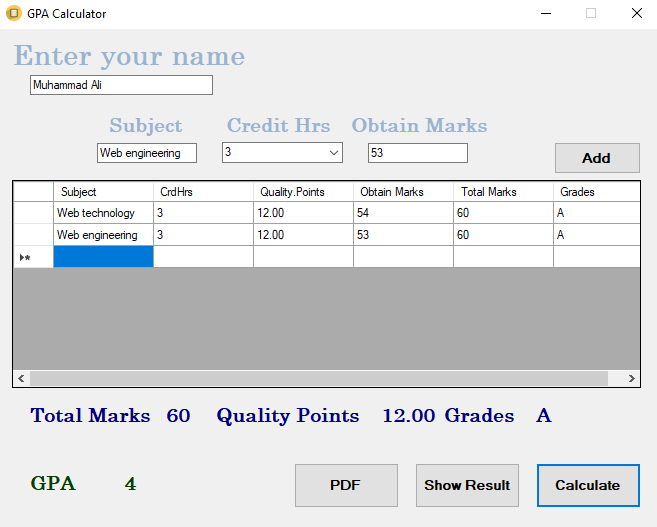 GPA Calculator
Enter your name
Muhammad Ali
Subject Credit Hrs Obtain Marks
Web engineering 3 53
Add
Subject CrdHrs Quality.Points Obtain Marks Total Marks Grades
Web technology 3 12.00 54 60 A
Web engineering 3 12.00 53 60 A
Total Marks 60 Quality Points 12.00 Grades A
GPA 4 PDF Show Result Calculate